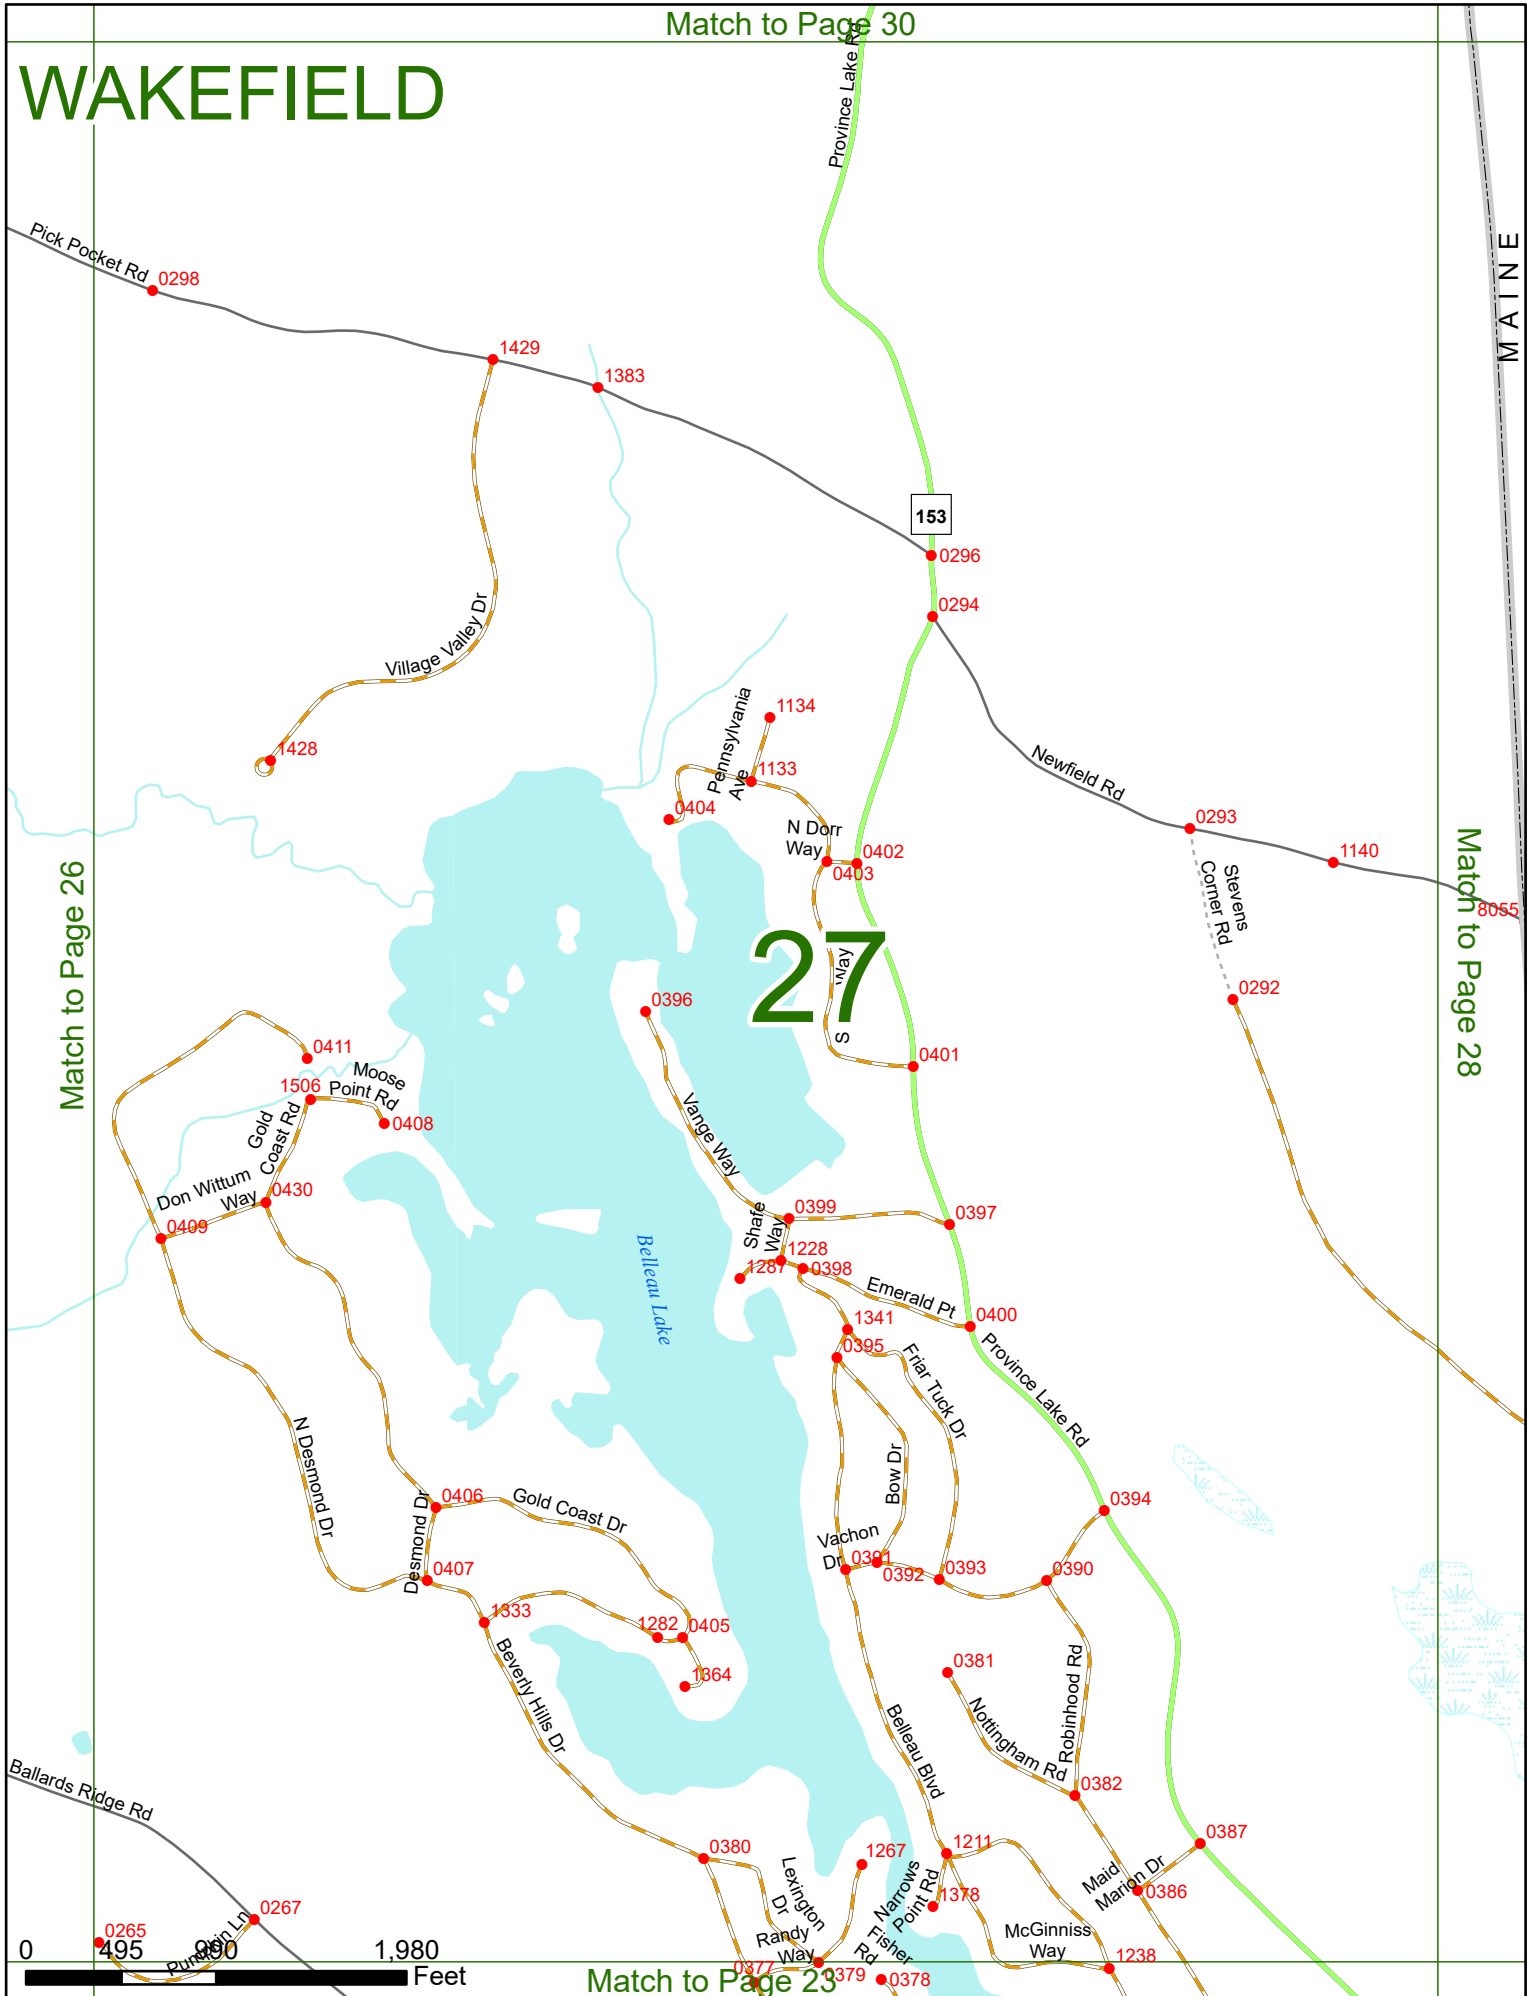 Match to Page 30
WAKEFIELD
Province Lake Rd
MAINE
Pick Pocket Rd
0298
1429
1383
153
0296
0294
Village Valley Dr
1428
Pennsylvania
Ave
1134
1133
0404
N Dorr
Way
0402
0403
Newfield Rd
0293
1140
8055
Stevens
Corner Rd
0292
Match to Page 26
Match to Page 28
27
S
Way
0396
0401
0411
1506
Moose
Point Rd
0408
Gold
Coast Rd
Don Wittum
Way
0430
0409
Vange Way
0399
0397
Shafe
Way
1228
1287
0398
Emerald Pt
0400
Belleau Lake
1341
0395
Friar Tuck Dr
Province Lake Rd
Bow Dr
N Desmond Dr
0406
Gold Coast Dr
Desmond Dr
0407
0394
Vachon
Dr
0391
0392
0393
0390
1333
1282
0405
1364
0381
Beverly Hills Dr
Belleau Blvd
Nottingham Rd
Robinhood Rd
0382
Ballards Ridge Rd
0387
0380
1267
1211
Lexington
Dr
Narrows
Point Rd
1378
Maid
Marion Dr
0386
0267
0265
Pumpkin Ln
Randy
Way
Fisher
Rd
McGinniss
Way
1238
0377
0379
0378
0 495 990 1,980
Feet
Match to Page 23